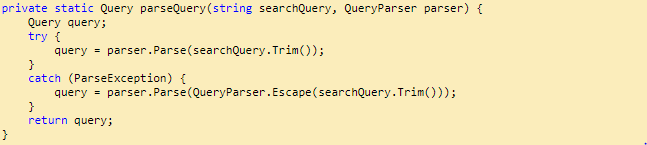 private static Query parseQuery(string searchQuery, QueryParser parser) {
    Query query;
    try {
        query = parser.Parse(searchQuery.Trim());
    }
    catch (ParseException) {
        query = parser.Parse(QueryParser.Escape(searchQuery.Trim()));
    }
    return query;
}